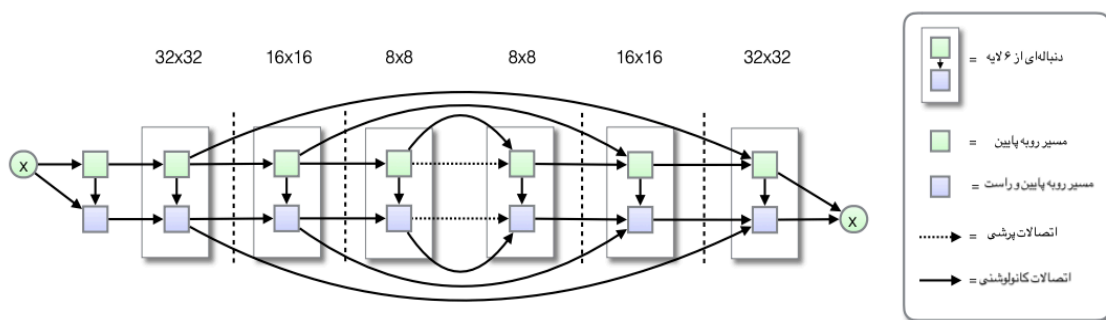 32x32 16x16 8x8 8x8 16x16 32x32
x
x
= دنباله‌ای از ۶ لایه
= مسیر رو به پایین
= مسیر رو به پایین و راست
= اتصالات پرشی
= اتصالات کانولوشنی